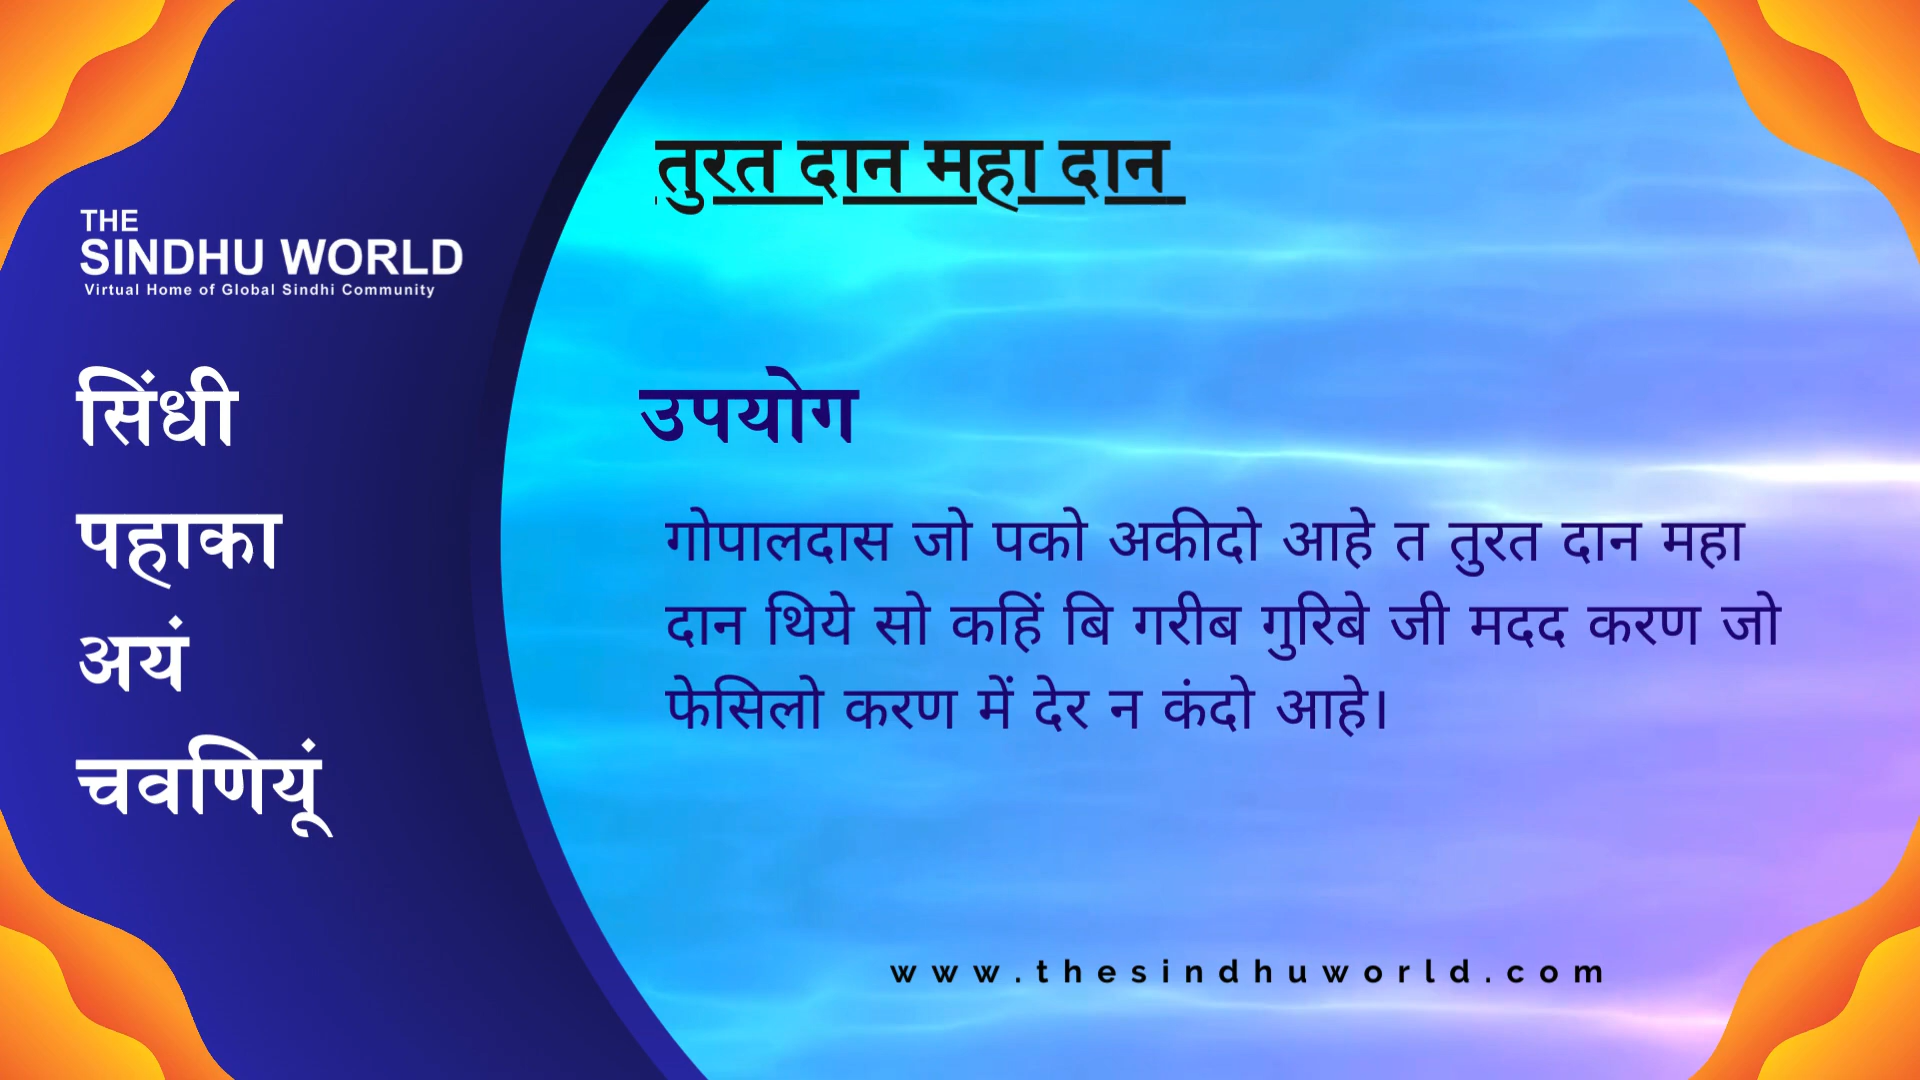 THE
SINDHU WORLD
Virtual Home of Global Sindhi Community
सिंधी
पहाका
अयं
चवणियूं
तुरत दान महा दान
उपयोग
गोपालदास जो पको अकीदो आहे त तुरत दान महा
दान थिये सो कहिं बि गरीब गुरिबे जी मदद करण जो
फेसिलो करण में देर न कंदो आहे।
www.thesindhuworld.com